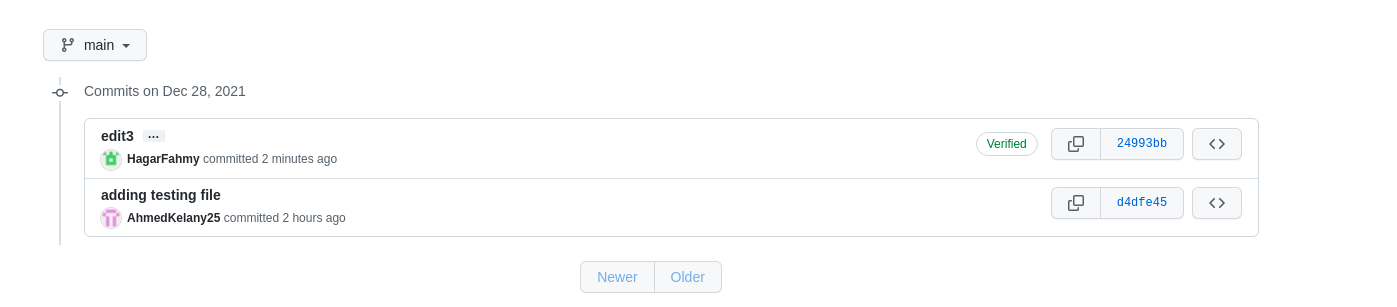 main
Commits on Dec 28, 2021
edit3 ...
Verified
24993bb
HagarFahmy committed 2 minutes ago
adding testing file
d4dfe45
AhmedKelany25 committed 2 hours ago
Newer Older